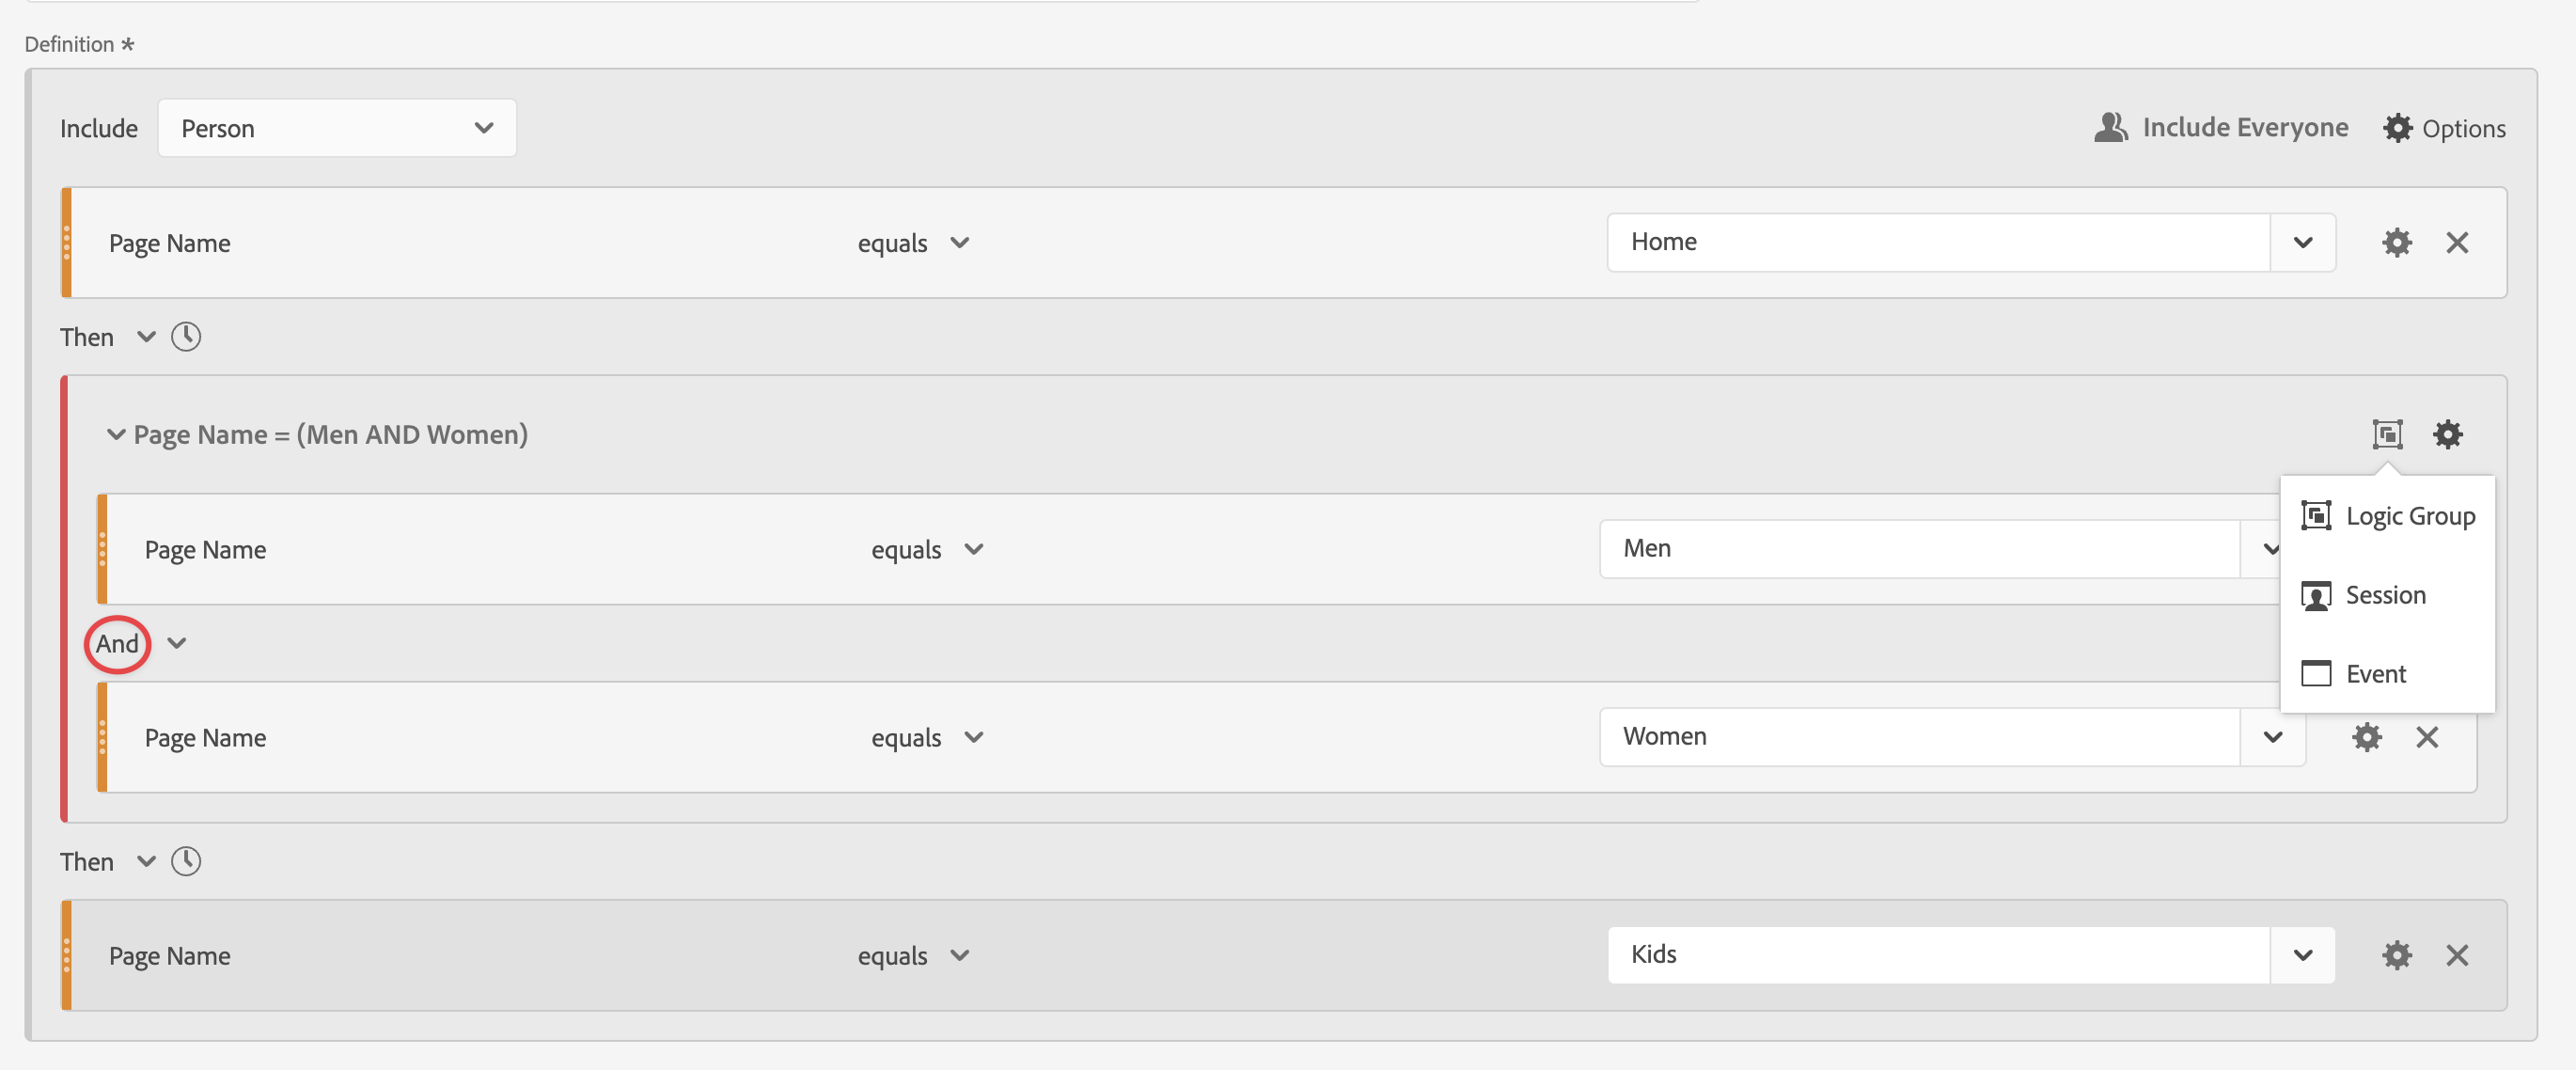 Definition *
Include Person Include Everyone Options
Page Name equals Home
Then
Page Name = (Men AND Women)
Logic Group
Page Name equals Men
Session
And
Event
Page Name equals Women
Then
Page Name equals Kids